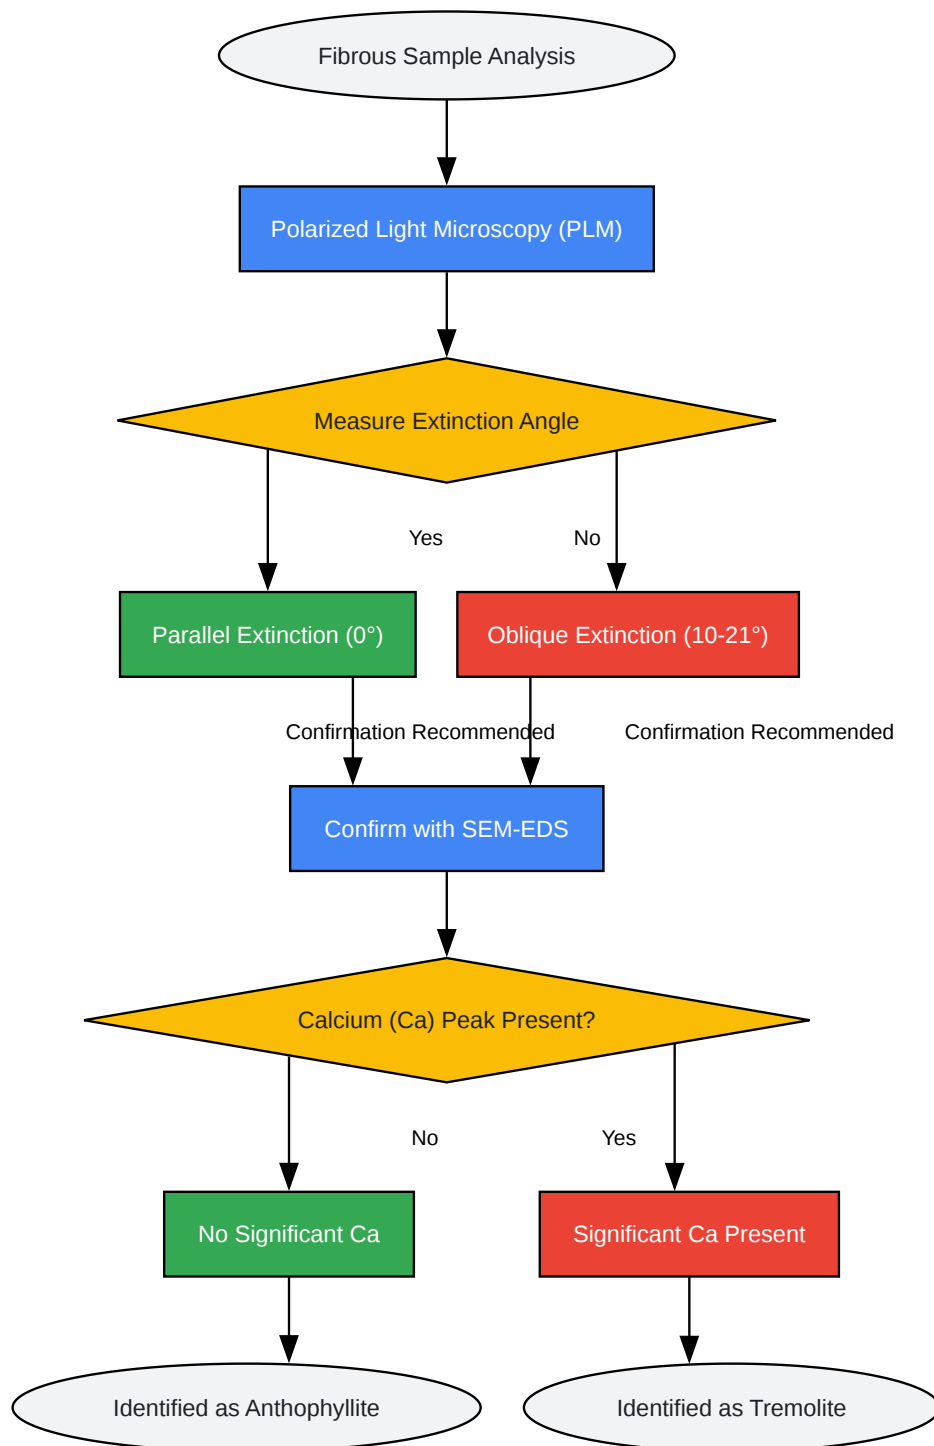 Fibrous Sample Analysis
Polarized Light Microscopy (PLM)
Measure Extinction Angle
Yes
No
Parallel Extinction (0°)
Oblique Extinction (10-21°)
Confirmation Recommended
Confirmation Recommended
Confirm with SEM-EDS
Calcium (Ca) Peak Present?
No
Yes
No Significant Ca
Significant Ca Present
Identified as Anthophyllite
Identified as Tremolite